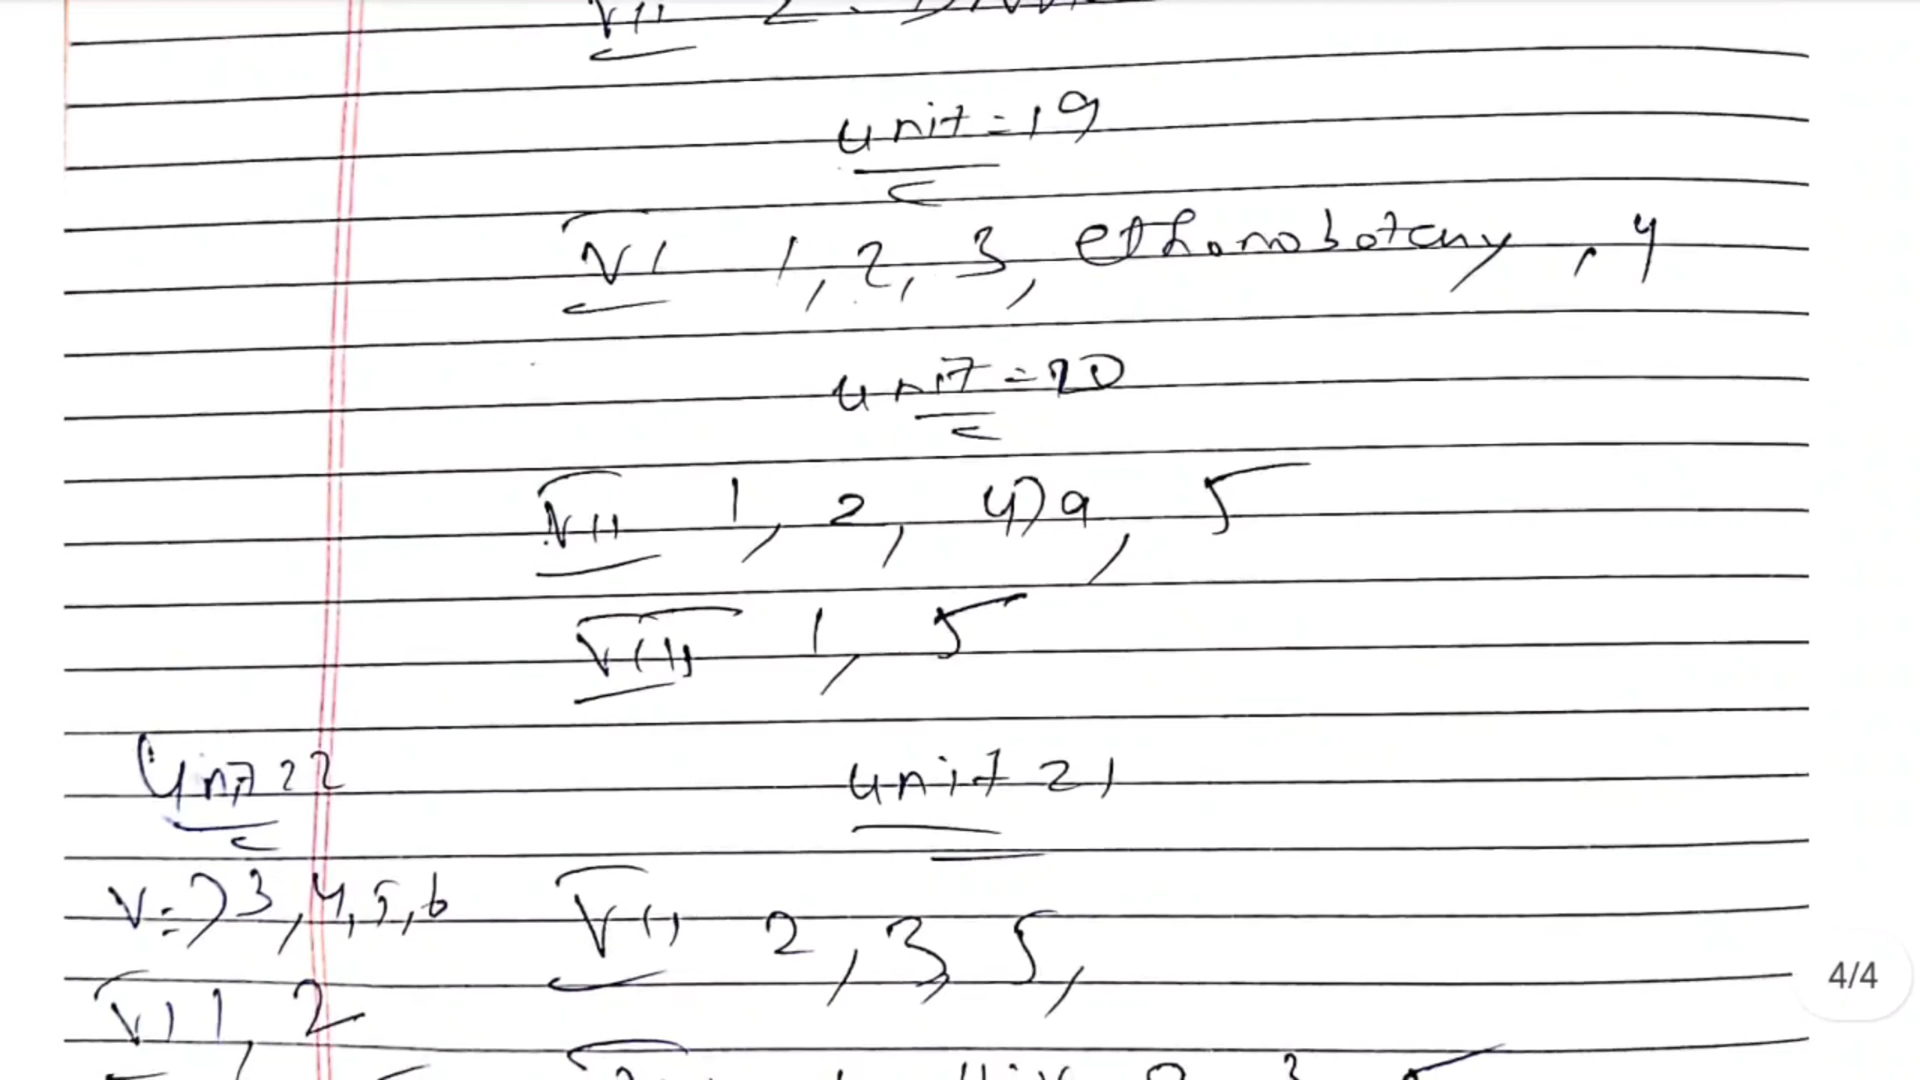 unit = 19
VI 1, 2, 3, ethonobotany, 4
unit = 20
VII 1, 2, 4) a, 5
VIII 1, 5
unit 21
VII 2, 3, 5,
Unit 22
V => 3, 4, 5, 6
VI 1, 2
4/4